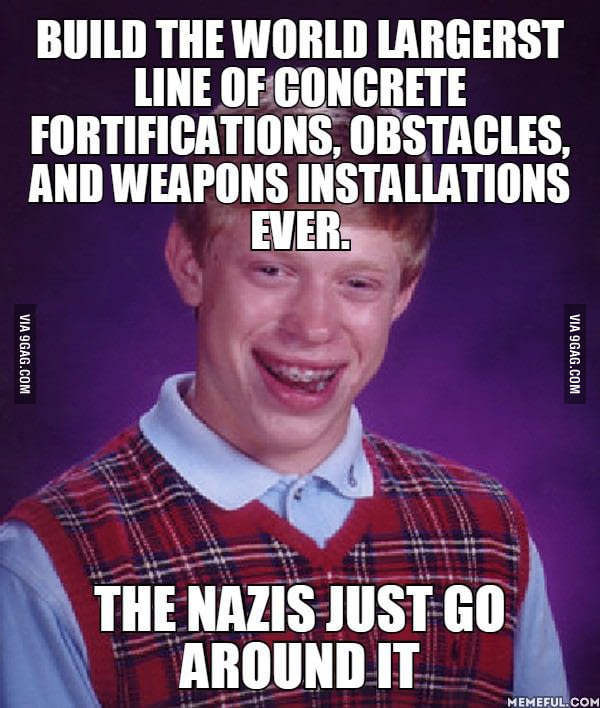 BUILD THE WORLD LARGERST
LINE OF CONCRETE
FORTIFICATIONS, OBSTACLES,
AND WEAPONS INSTALLATIONS
EVER.
VIA 9GAG.COM
VIA 9GAG.COM
THE NAZIS JUST GO
AROUND IT
MEMEFUL.COM